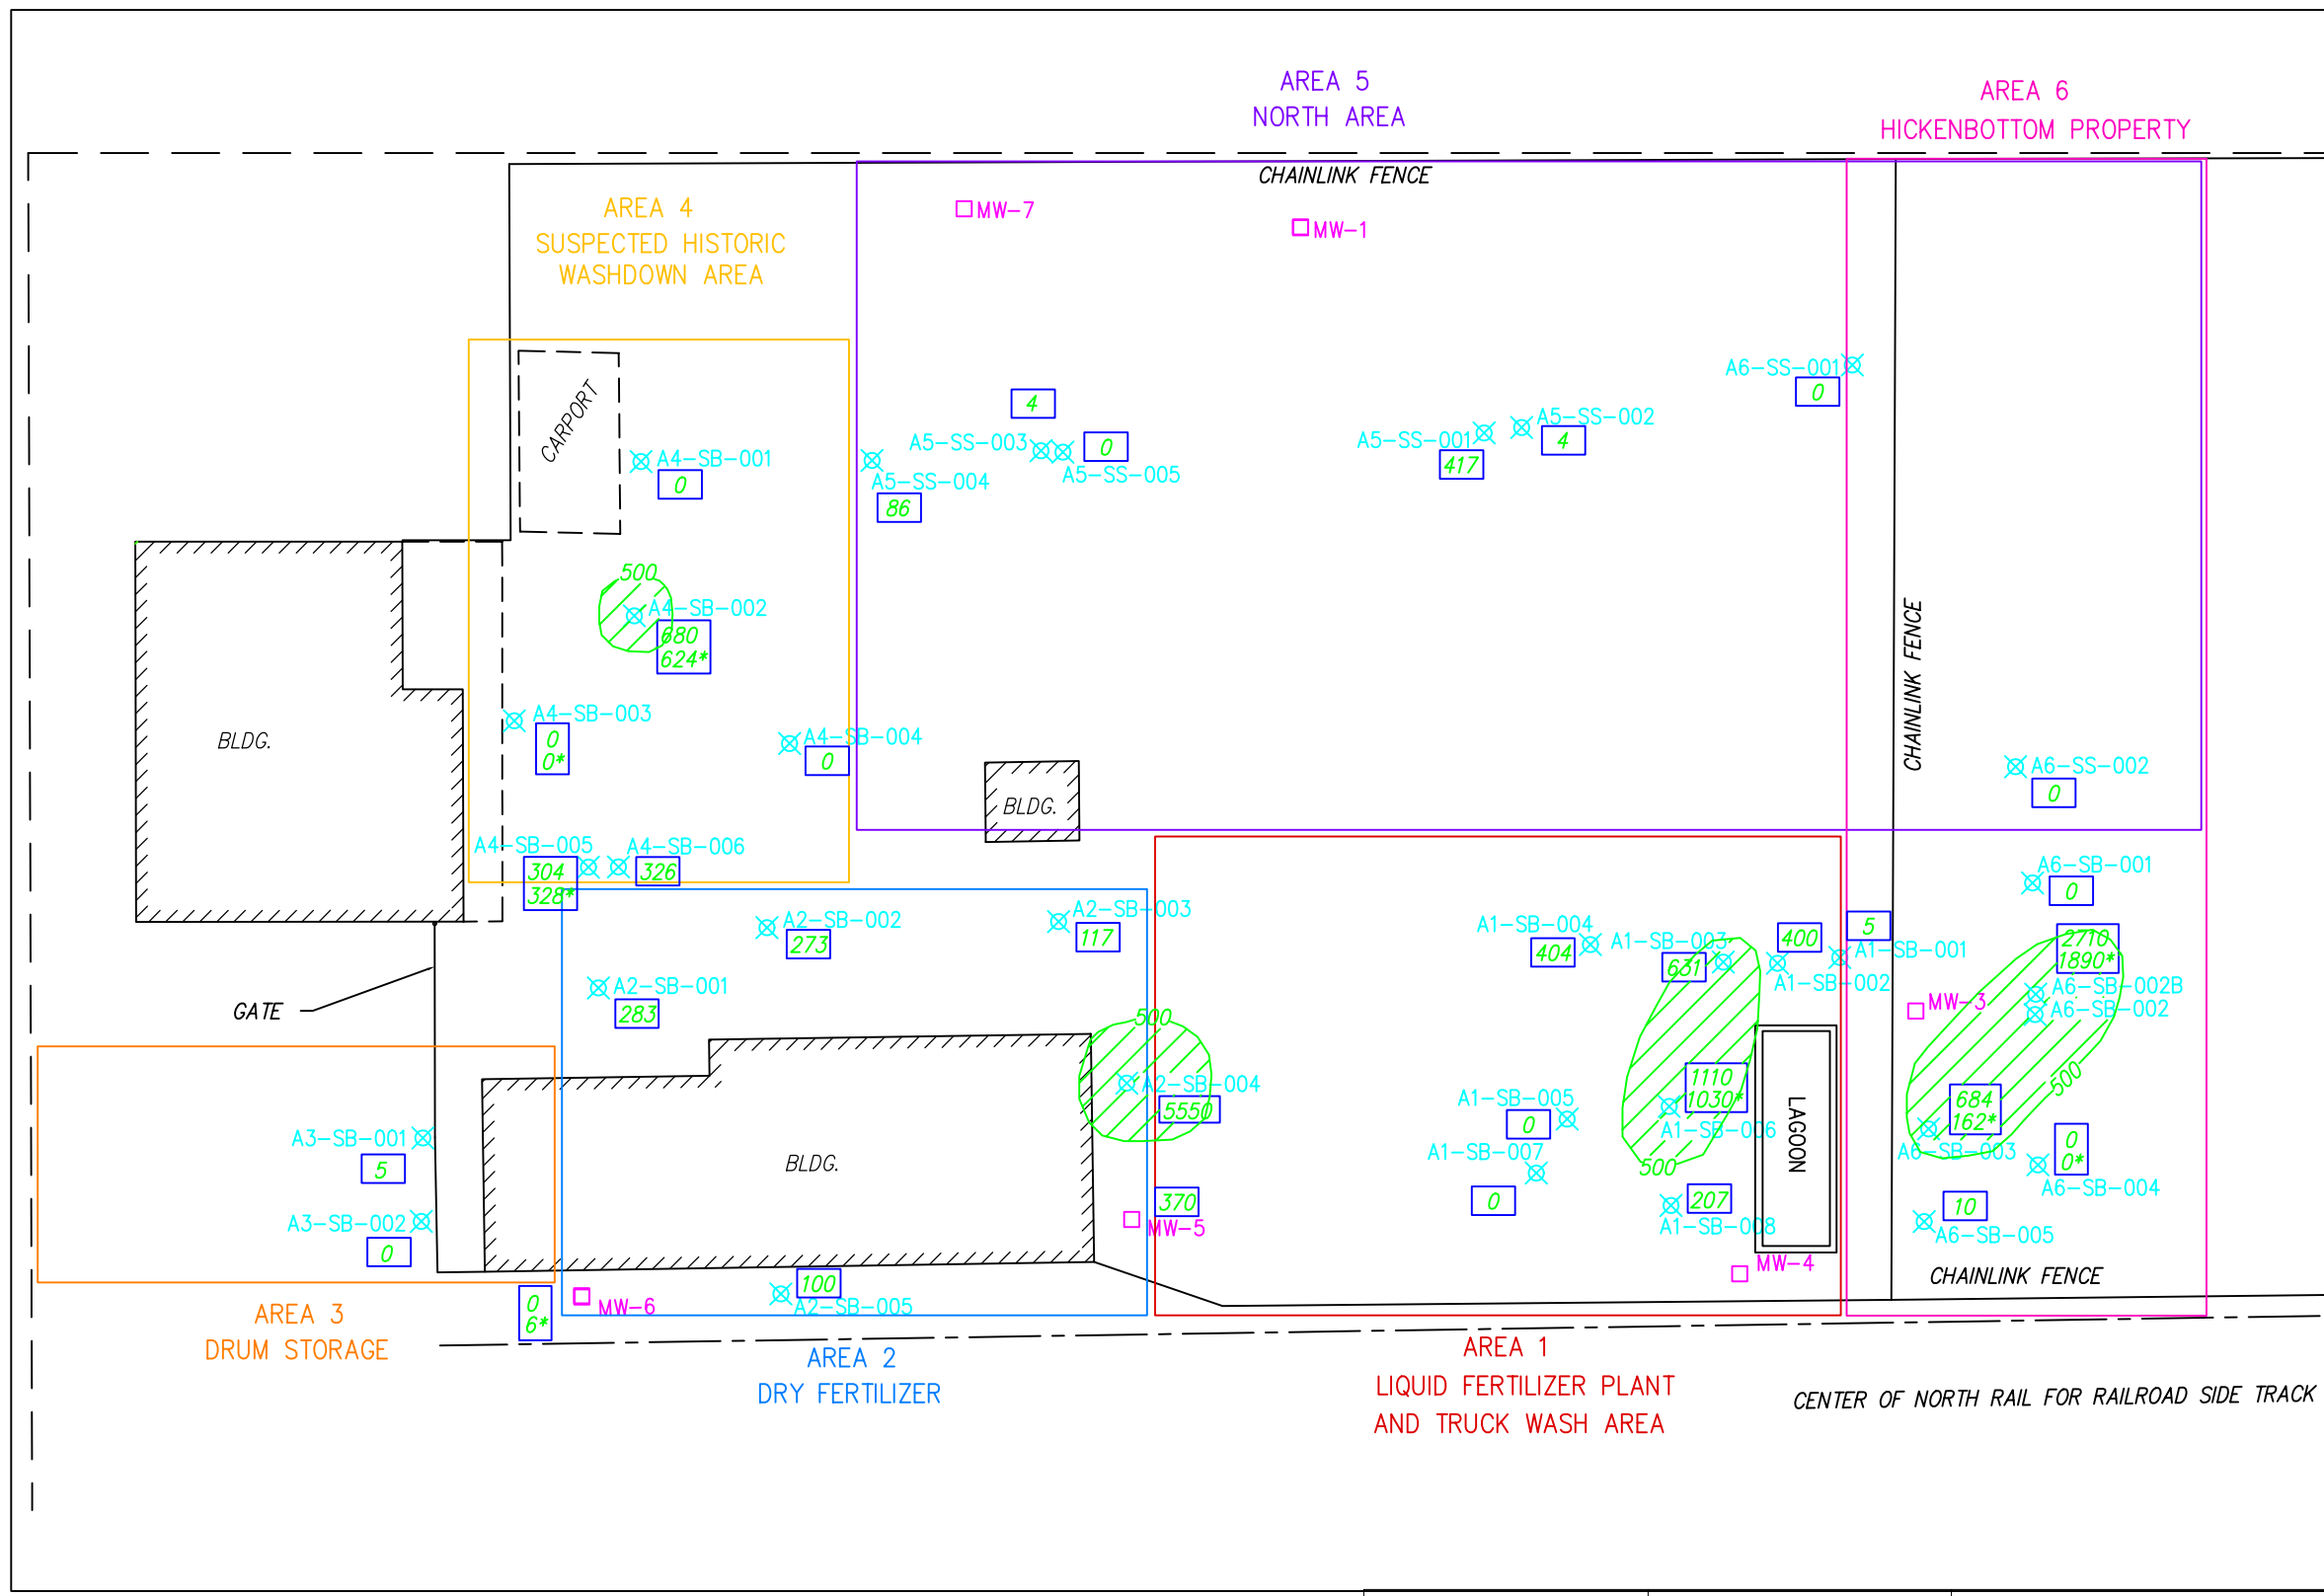 AREA 5
NORTH AREA
AREA 6
HICKENBOTTOM PROPERTY
CHAINLINK FENCE
MW-7
MW-1
AREA 4
SUSPECTED HISTORIC
WASHDOWN AREA
CARPORT
A4-SB-001
0
A5-SS-003
4
0
A5-SS-005
A5-SS-004
86
A5-SS-001
417
A5-SS-002
4
A6-SS-001
0
500
A4-SB-002
680
624*
A4-SB-003
0
0*
A4-SB-004
0
BLDG.
BLDG.
CHAINLINK FENCE
A6-SS-002
0
A4-SB-005
304
328*
A4-SB-006
326
A2-SB-002
273
A2-SB-003
117
A2-SB-001
283
GATE
A1-SB-004
404
A1-SB-003
631
400
A1-SB-002
5
A1-SB-001
A6-SB-001
0
2710
1890*
A6-SB-002B
A6-SB-002
MW-3
500
A2-SB-004
5550
BLDG.
A1-SB-005
0
A1-SB-007
0
1110
1030*
A1-SB-006
500
207
A1-SB-008
LAGOON
500
684
162*
A6-SB-003
0
0*
A6-SB-004
10
A6-SB-005
A3-SB-001
5
A3-SB-002
0
370
MW-5
MW-4
CHAINLINK FENCE
0
6*
MW-6
100
A2-SB-005
AREA 3
DRUM STORAGE
AREA 2
DRY FERTILIZER
AREA 1
LIQUID FERTILIZER PLANT
AND TRUCK WASH AREA
CENTER OF NORTH RAIL FOR RAILROAD SIDE TRACK